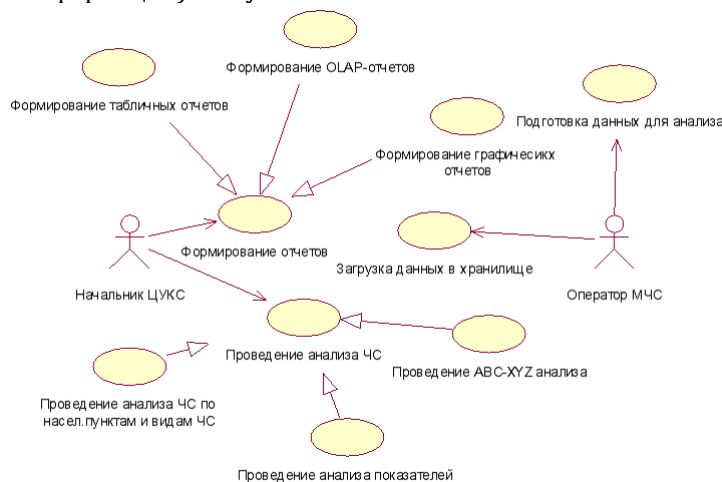 Формирование OLAP-отчетов
Формирование табличных отчетов
Подготовка данных для анализа
Формирование графических
отчетов
Формирование отчетов
Загрузка данных в хранилище
Начальник ЦУКС
Оператор МЧС
Проведение анализа ЧС
Проведение ABC-XYZ анализа
Проведение анализа ЧС по
насел.пунктам и видам ЧС
Проведение анализа показателей